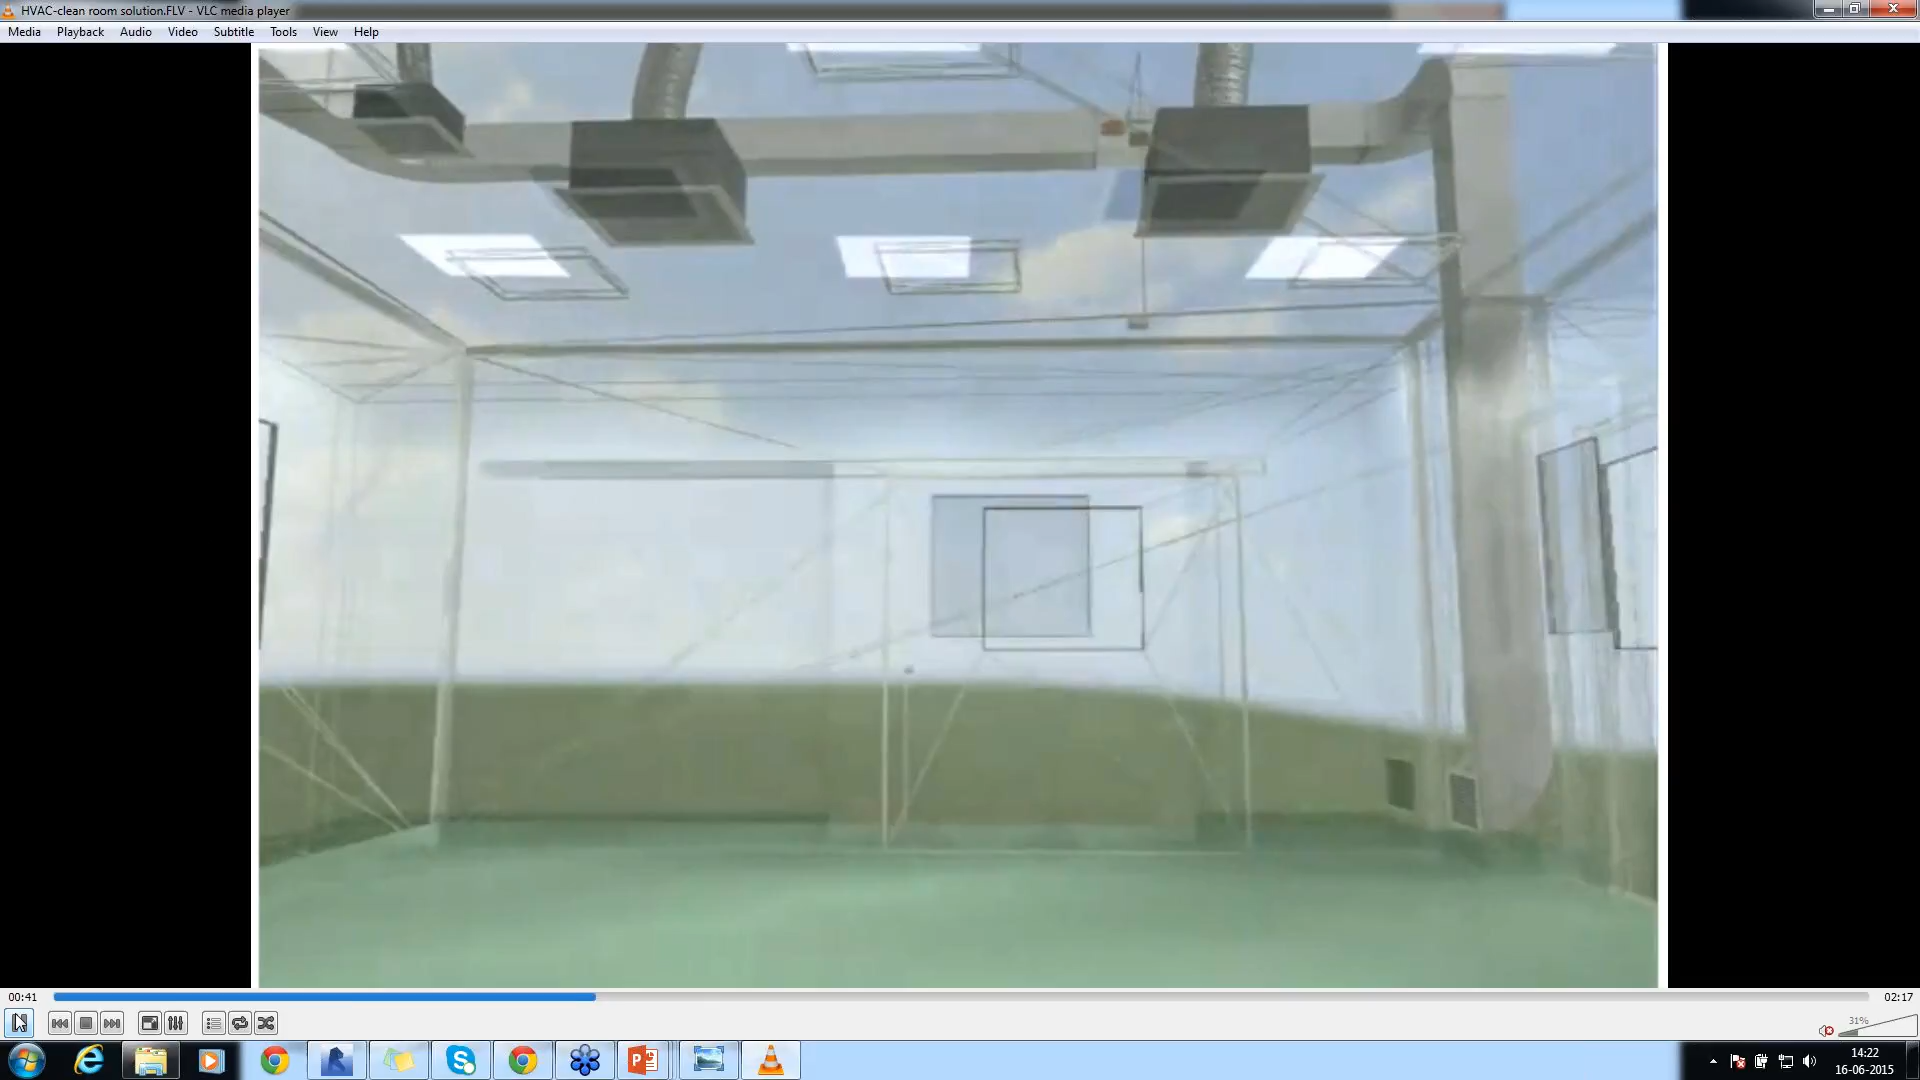 HVAC-clean room solution.FLV - VLC media player
Media Playback Audio Video Subtitle Tools View Help
00:41 02:17
31%
14:22
16-06-2015